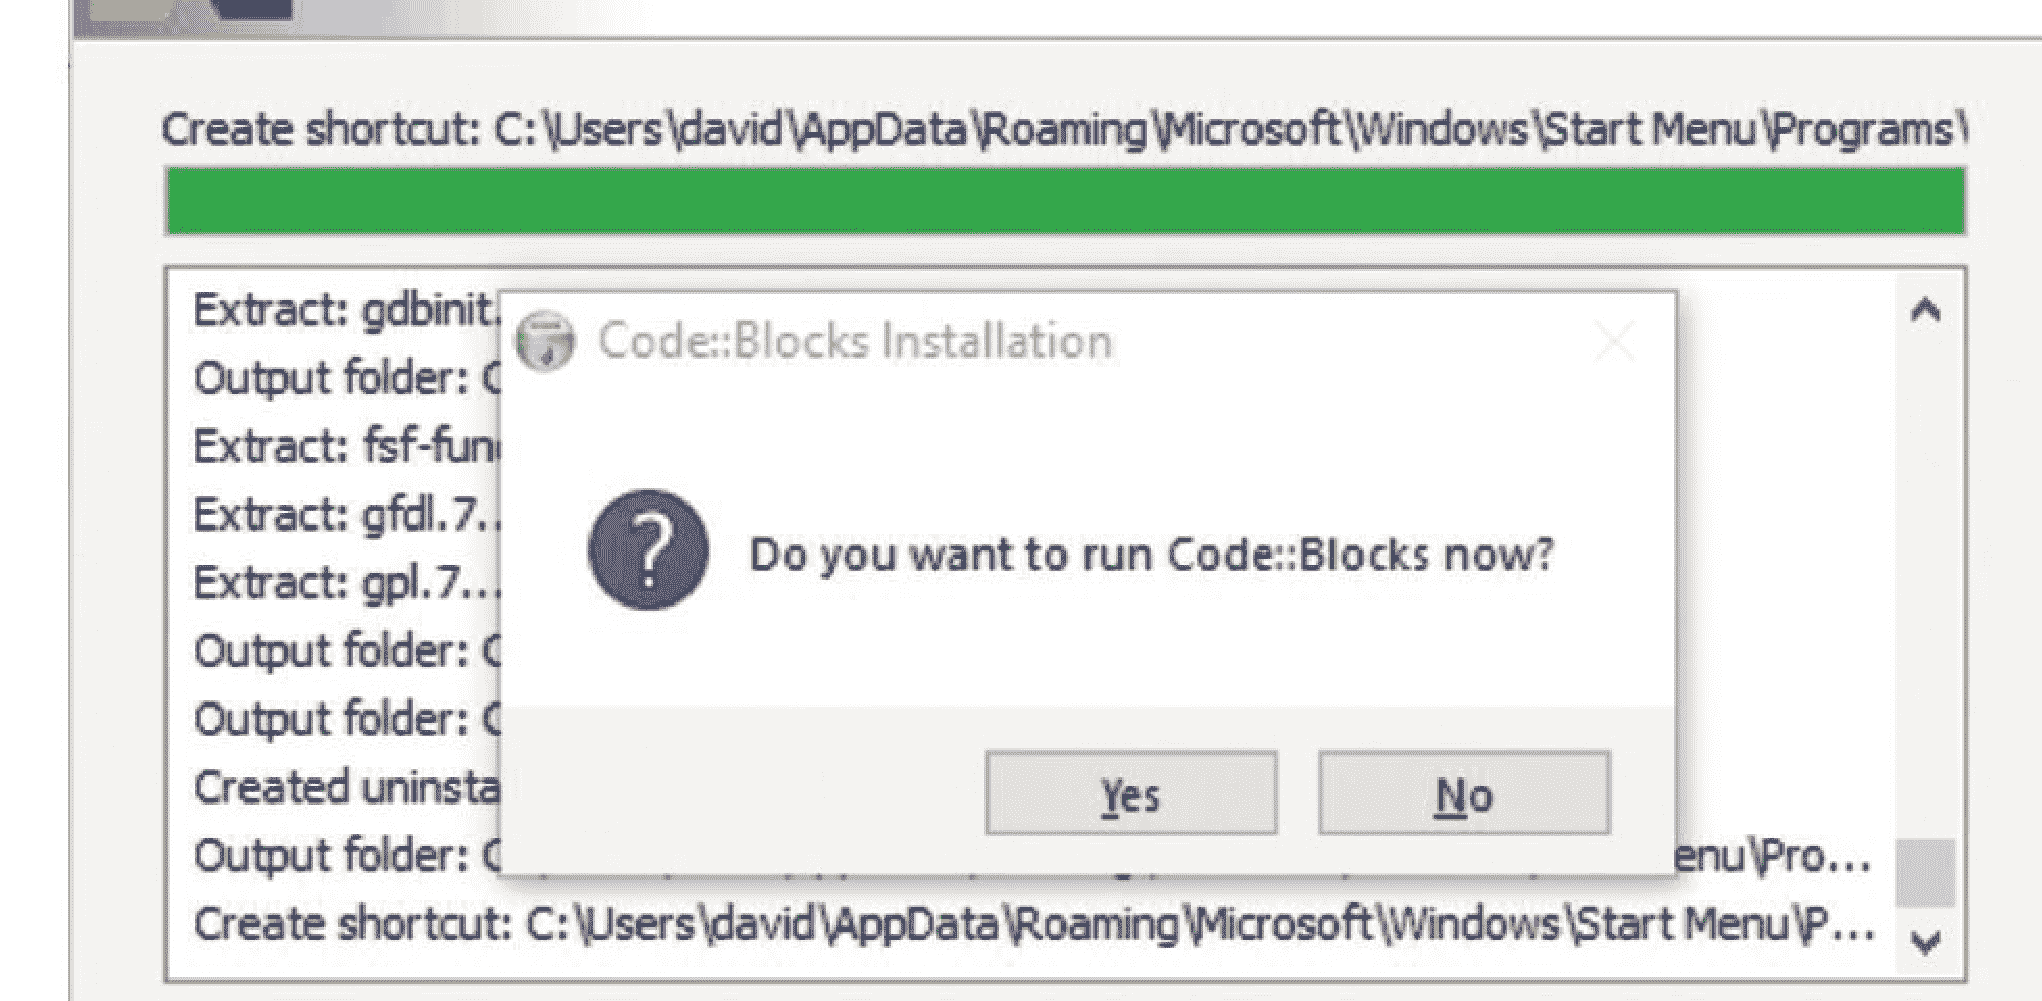 Create shortcut: C:\Users\david\AppData\Roaming\Microsoft\Windows\Start Menu\Programs\
Extract: gdbinit.
Output folder: C
Extract: fsf-fun
Extract: gfdl.7..
Extract: gpl.7...
Output folder: C
Output folder: C
Created uninsta
Output folder: C
enu\Pro...
Create shortcut: C:\Users\david\AppData\Roaming\Microsoft\Windows\Start Menu\P...
Code::Blocks Installation
Do you want to run Code::Blocks now?
Yes
No